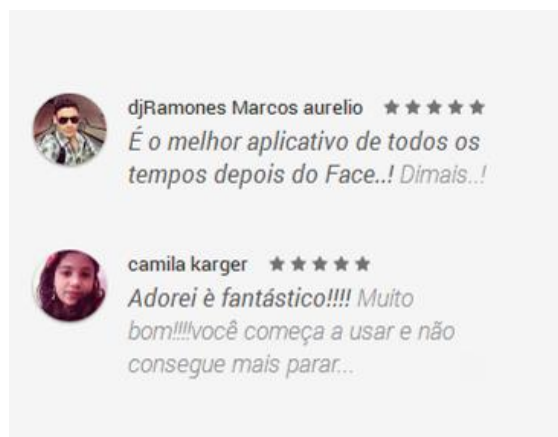 djRamones Marcos aurelio ★★★★★
É o melhor aplicativo de todos os
tempos depois do Face..! Dimais..!
camila karger ★★★★★
Adorei è fantástico!!!! Muito
bom!!!!você começa a usar e não
consegue mais parar...